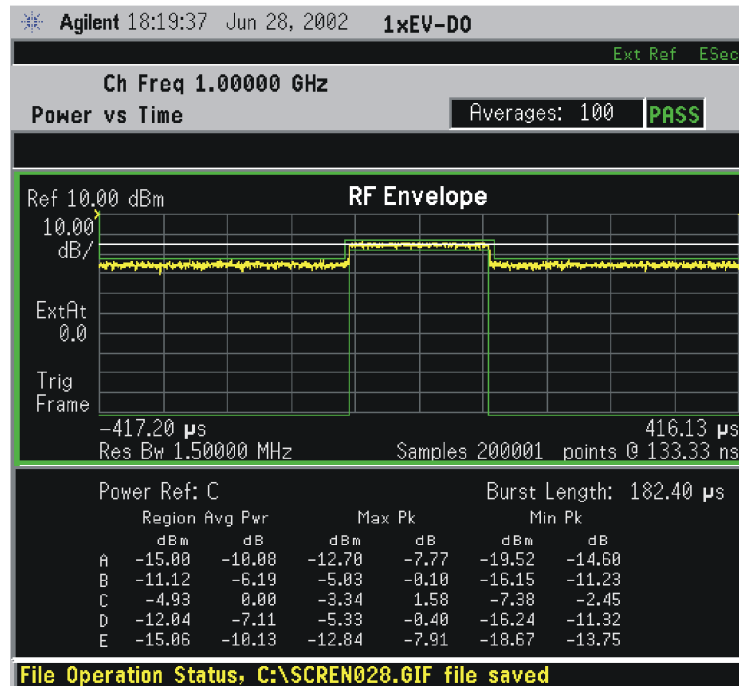 Agilent 18:19:37 Jun 28, 2002 1xEV-DO
Ext Ref ESec
Ch Freq 1.00000 GHz
Power vs Time Averages: 100 PASS
Ref 10.00 dBm RF Envelope
10.00
dB/
ExtAt
0.0
Trig
Frame
-417.20 µs 416.13 µs
Res Bw 1.50000 MHz Samples 200001 points @ 133.33 ns
Power Ref: C Burst Length: 182.40 µs
Region Avg Pwr Max Pk Min Pk
dBm dB dBm dB dBm dB
A -15.00 -10.08 -12.70 -7.77 -19.52 -14.60
B -11.12 -6.19 -5.03 -0.10 -16.15 -11.23
C -4.93 0.00 -3.34 1.58 -7.38 -2.45
D -12.04 -7.11 -5.33 -0.40 -16.24 -11.32
E -15.06 -10.13 -12.84 -7.91 -18.67 -13.75
File Operation Status, C:\SCREN028.GIF file saved